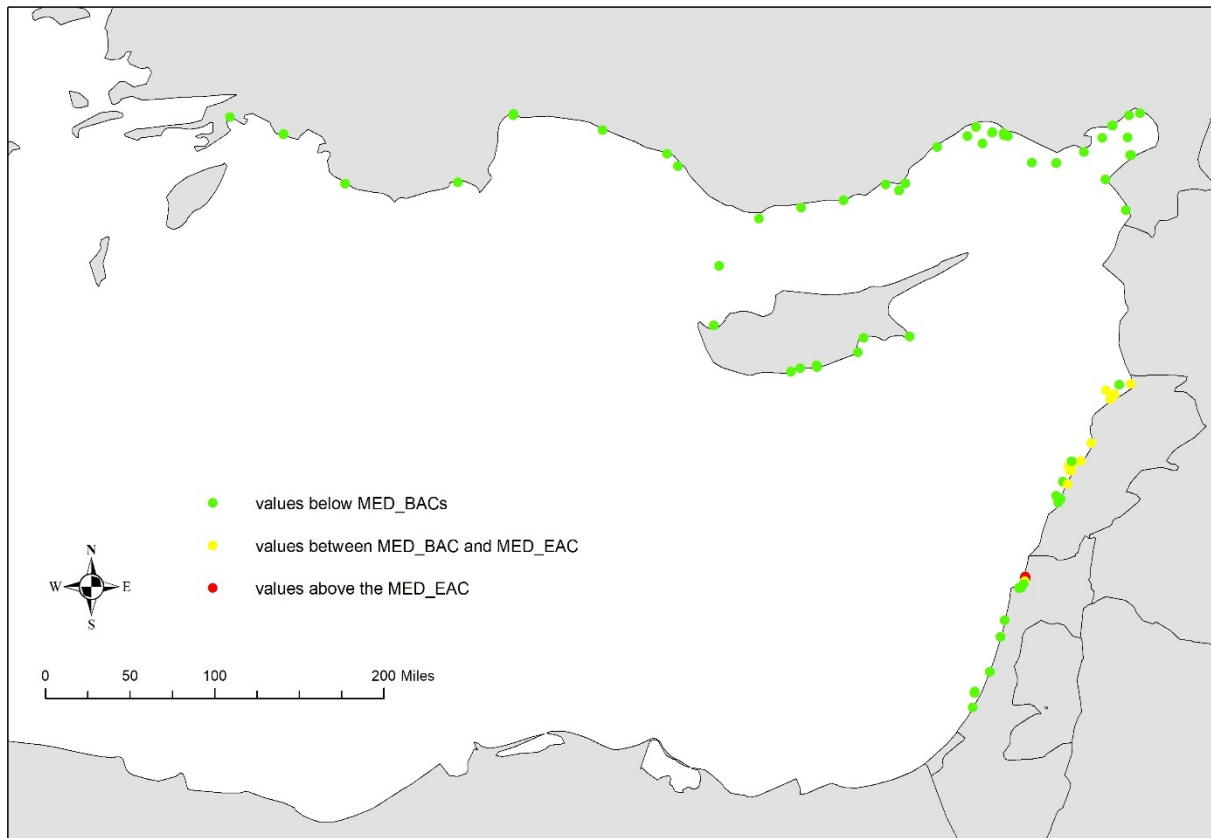 values below MED_BACs
values between MED_BAC and MED_EAC
values above the MED_EAC
N
W E
S
0 50 100 200 Miles